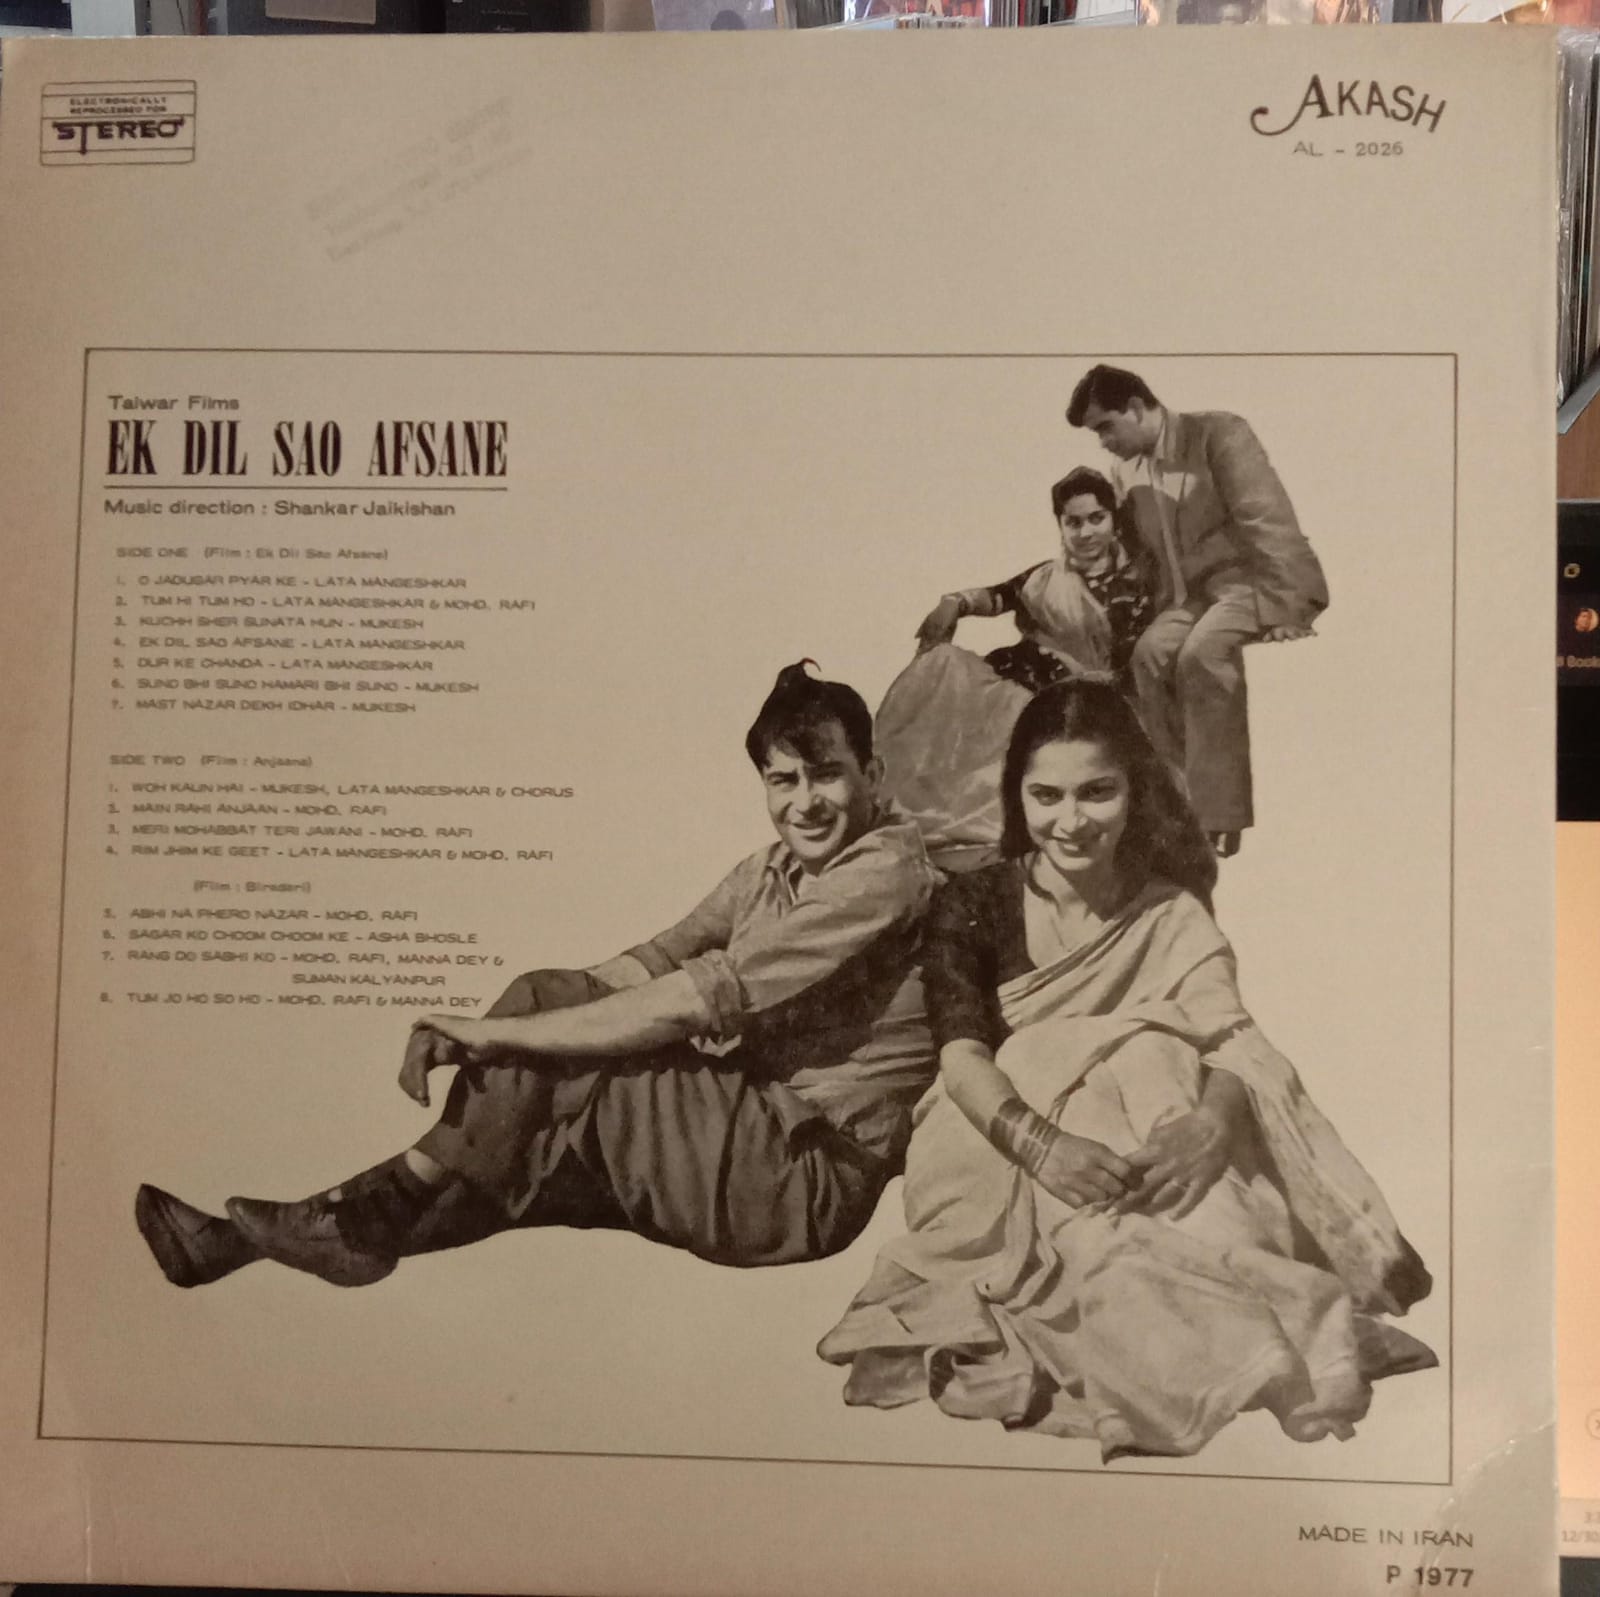 ELECTRONICALLY
REPROCESSED FOR
STEREO
AKASH
AL - 2026
Talwar Films
EK DIL SAO AFSANE
Music direction : Shankar Jaikishan
SIDE ONE (Film : Ek Dil Sao Afsane)
1. O JADUGAR PYAR KE - LATA MANGESHKAR
2. TUM HI TUM HO - LATA MANGESHKAR & MOHD. RAFI
3. KUCHH SHER SUNATA HUN - MUKESH
4. EK DIL SAO AFSANE - LATA MANGESHKAR
5. DUR KE CHANDA - LATA MANGESHKAR
6. SUNO BHI SUNO HAMARI BHI SUNO - MUKESH
7. MAST NAZAR DEKH IDHAR - MUKESH
SIDE TWO (Film : Anjaana)
1. WOH KAUN HAI - MUKESH, LATA MANGESHKAR & CHORUS
2. MAIN RAHI ANJAAN - MOHD. RAFI
3. MERI MOHABBAT TERI JAWANI - MOHD. RAFI
4. RIM JHIM KE GEET - LATA MANGESHKAR & MOHD. RAFI
(Film : Biradari)
5. ABHI NA PHERO NAZAR - MOHD. RAFI
6. SAGAR KO CHOOM CHOOM KE - ASHA BHOSLE
7. RANG DO SABHI KO - MOHD. RAFI, MANNA DEY &
SUMAN KALYANPUR
8. TUM JO HO SO HO - MOHD. RAFI & MANNA DEY
MADE IN IRAN
P 1977